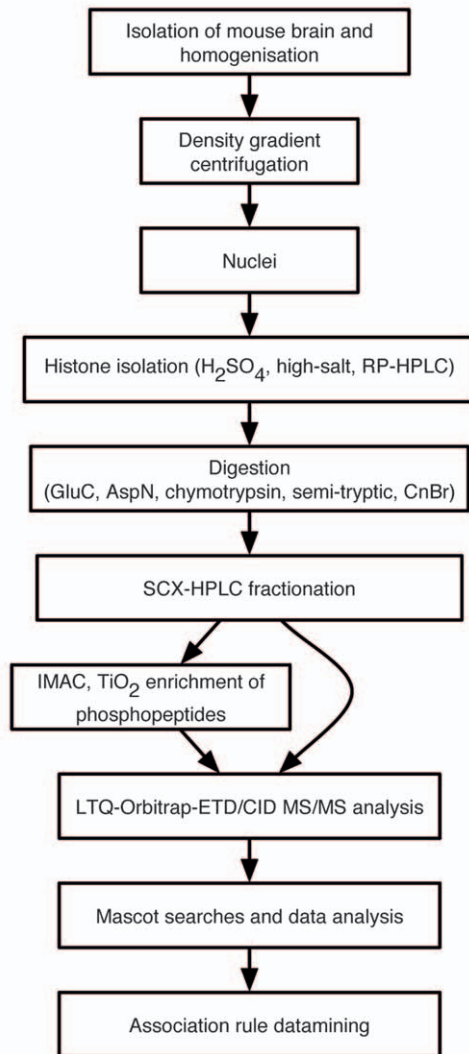 Isolation of mouse brain and
homogenisation
Density gradient
centrifugation
Nuclei
Histone isolation (H₂SO₄, high-salt, RP-HPLC)
Digestion
(GluC, AspN, chymotrypsin, semi-tryptic, CnBr)
SCX-HPLC fractionation
IMAC, TiO₂ enrichment of
phosphopeptides
LTQ-Orbitrap-ETD/CID MS/MS analysis
Mascot searches and data analysis
Association rule datamining